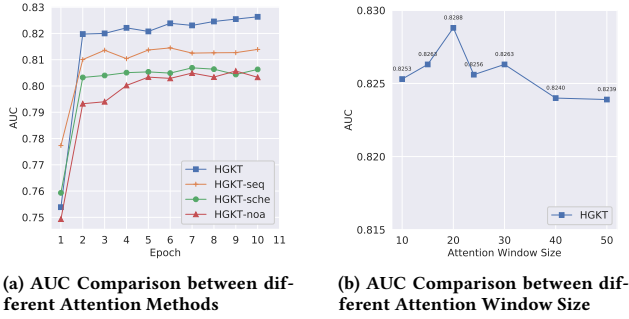 0.83
0.82
0.81
0.80
0.79
0.78
0.77
0.76
0.75
AUC
1 2 3 4 5 6 7 8 9 10 11
Epoch
HGKT
HGKT-seq
HGKT-sche
HGKT-noa
(a) AUC Comparison between dif-
ferent Attention Methods
0.830
0.825
0.820
0.815
AUC
0.8253
0.8263
0.8288
0.8256
0.8263
0.8240
0.8239
10 20 30 40 50
Attention Window Size
HGKT
(b) AUC Comparison between dif-
ferent Attention Window Size